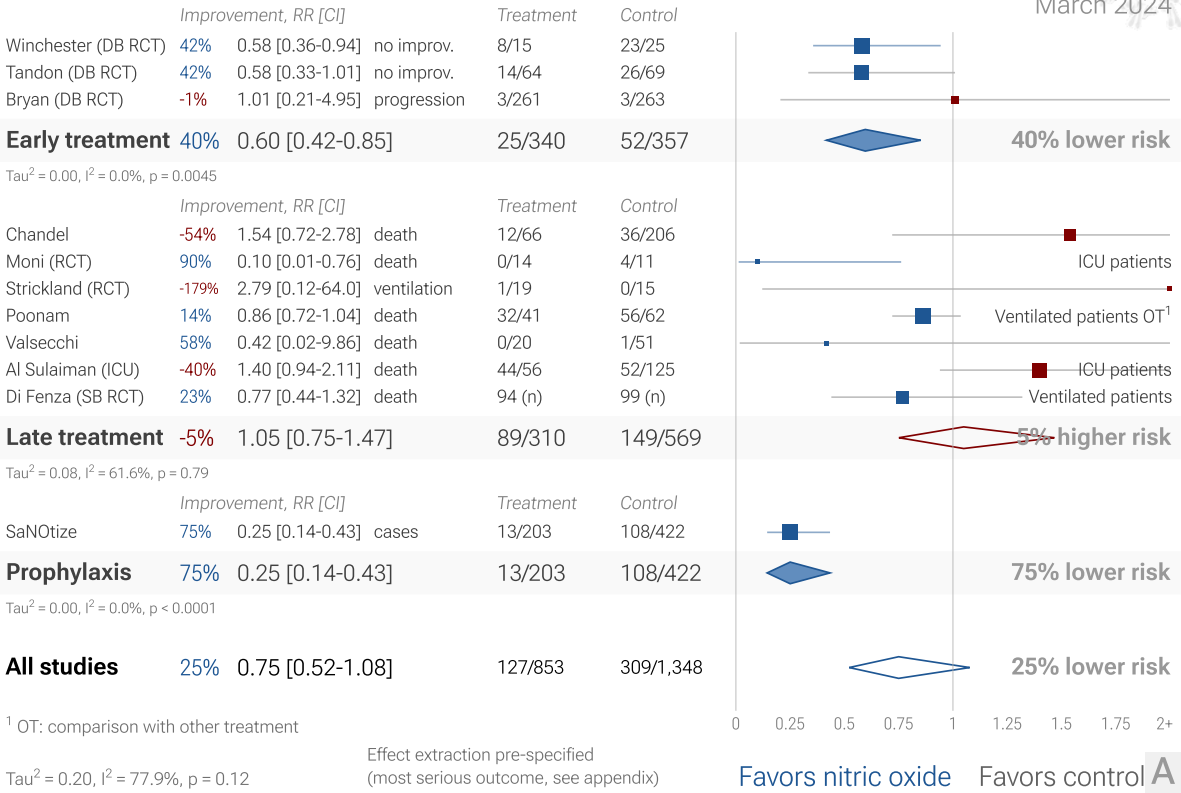 March 2024
Improvement, RR [CI] Treatment Control
Winchester (DB RCT) 42% 0.58 [0.36-0.94] no improv. 8/15 23/25
Tandon (DB RCT) 42% 0.58 [0.33-1.01] no improv. 14/64 26/69
Bryan (DB RCT) -1% 1.01 [0.21-4.95] progression 3/261 3/263
Early treatment 40% 0.60 [0.42-0.85] 25/340 52/357 40% lower risk
Tau² = 0.00, I² = 0.0%, p = 0.0045
Improvement, RR [CI] Treatment Control
Chandel -54% 1.54 [0.72-2.78] death 12/66 36/206
Moni (RCT) 90% 0.10 [0.01-0.76] death 0/14 4/11 ICU patients
Strickland (RCT) -179% 2.79 [0.12-64.0] ventilation 1/19 0/15
Poonam 14% 0.86 [0.72-1.04] death 32/41 56/62 Ventilated patients OT¹
Valsecchi 58% 0.42 [0.02-9.86] death 0/20 1/51
Al Sulaiman (ICU) -40% 1.40 [0.94-2.11] death 44/56 52/125 ICU patients
Di Fenza (SB RCT) 23% 0.77 [0.44-1.32] death 94 (n) 99 (n) Ventilated patients
Late treatment -5% 1.05 [0.75-1.47] 89/310 149/569 5% higher risk
Tau² = 0.08, I² = 61.6%, p = 0.79
Improvement, RR [CI] Treatment Control
SaNOtize 75% 0.25 [0.14-0.43] cases 13/203 108/422
Prophylaxis 75% 0.25 [0.14-0.43] 13/203 108/422 75% lower risk
Tau² = 0.00, I² = 0.0%, p < 0.0001
All studies 25% 0.75 [0.52-1.08] 127/853 309/1,348 25% lower risk
0 0.25 0.5 0.75 1 1.25 1.5 1.75 2+
¹ OT: comparison with other treatment
Tau² = 0.20, I² = 77.9%, p = 0.12
Effect extraction pre-specified
(most serious outcome, see appendix)
Favors nitric oxide Favors control A